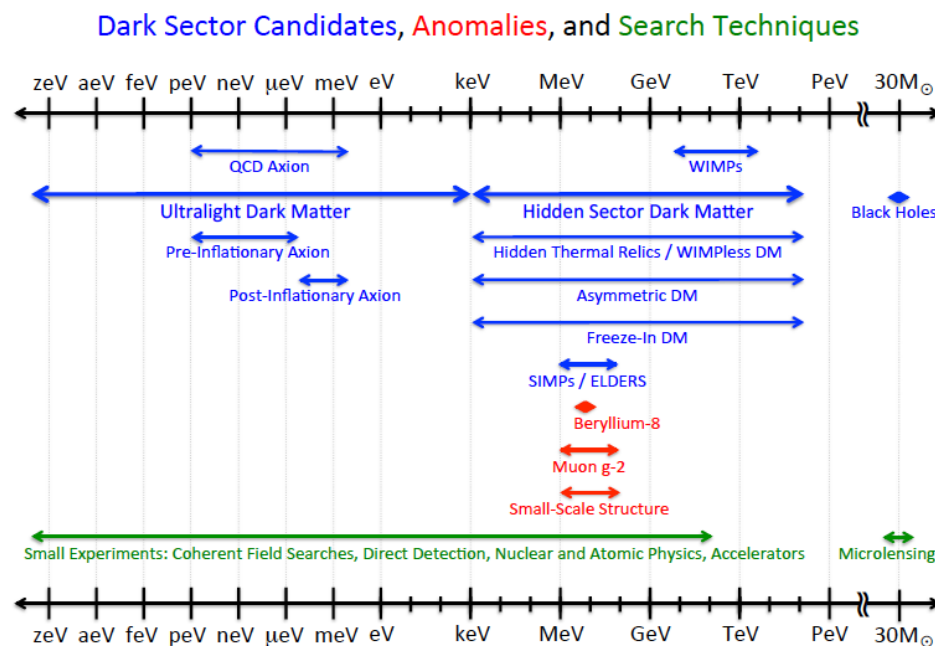 Dark Sector Candidates, Anomalies, and Search Techniques
zeV aeV feV peV neV μeV meV eV keV MeV GeV TeV PeV 30M☉
QCD Axion WIMPs
Ultralight Dark Matter Hidden Sector Dark Matter Black Holes
Pre-Inflationary Axion Hidden Thermal Relics / WIMPless DM
Post-Inflationary Axion Asymmetric DM
Freeze-In DM
SIMPs / ELDERS
Beryllium-8
Muon g-2
Small-Scale Structure
Small Experiments: Coherent Field Searches, Direct Detection, Nuclear and Atomic Physics, Accelerators Microlensing
zeV aeV feV peV neV μeV meV eV keV MeV GeV TeV PeV 30M☉